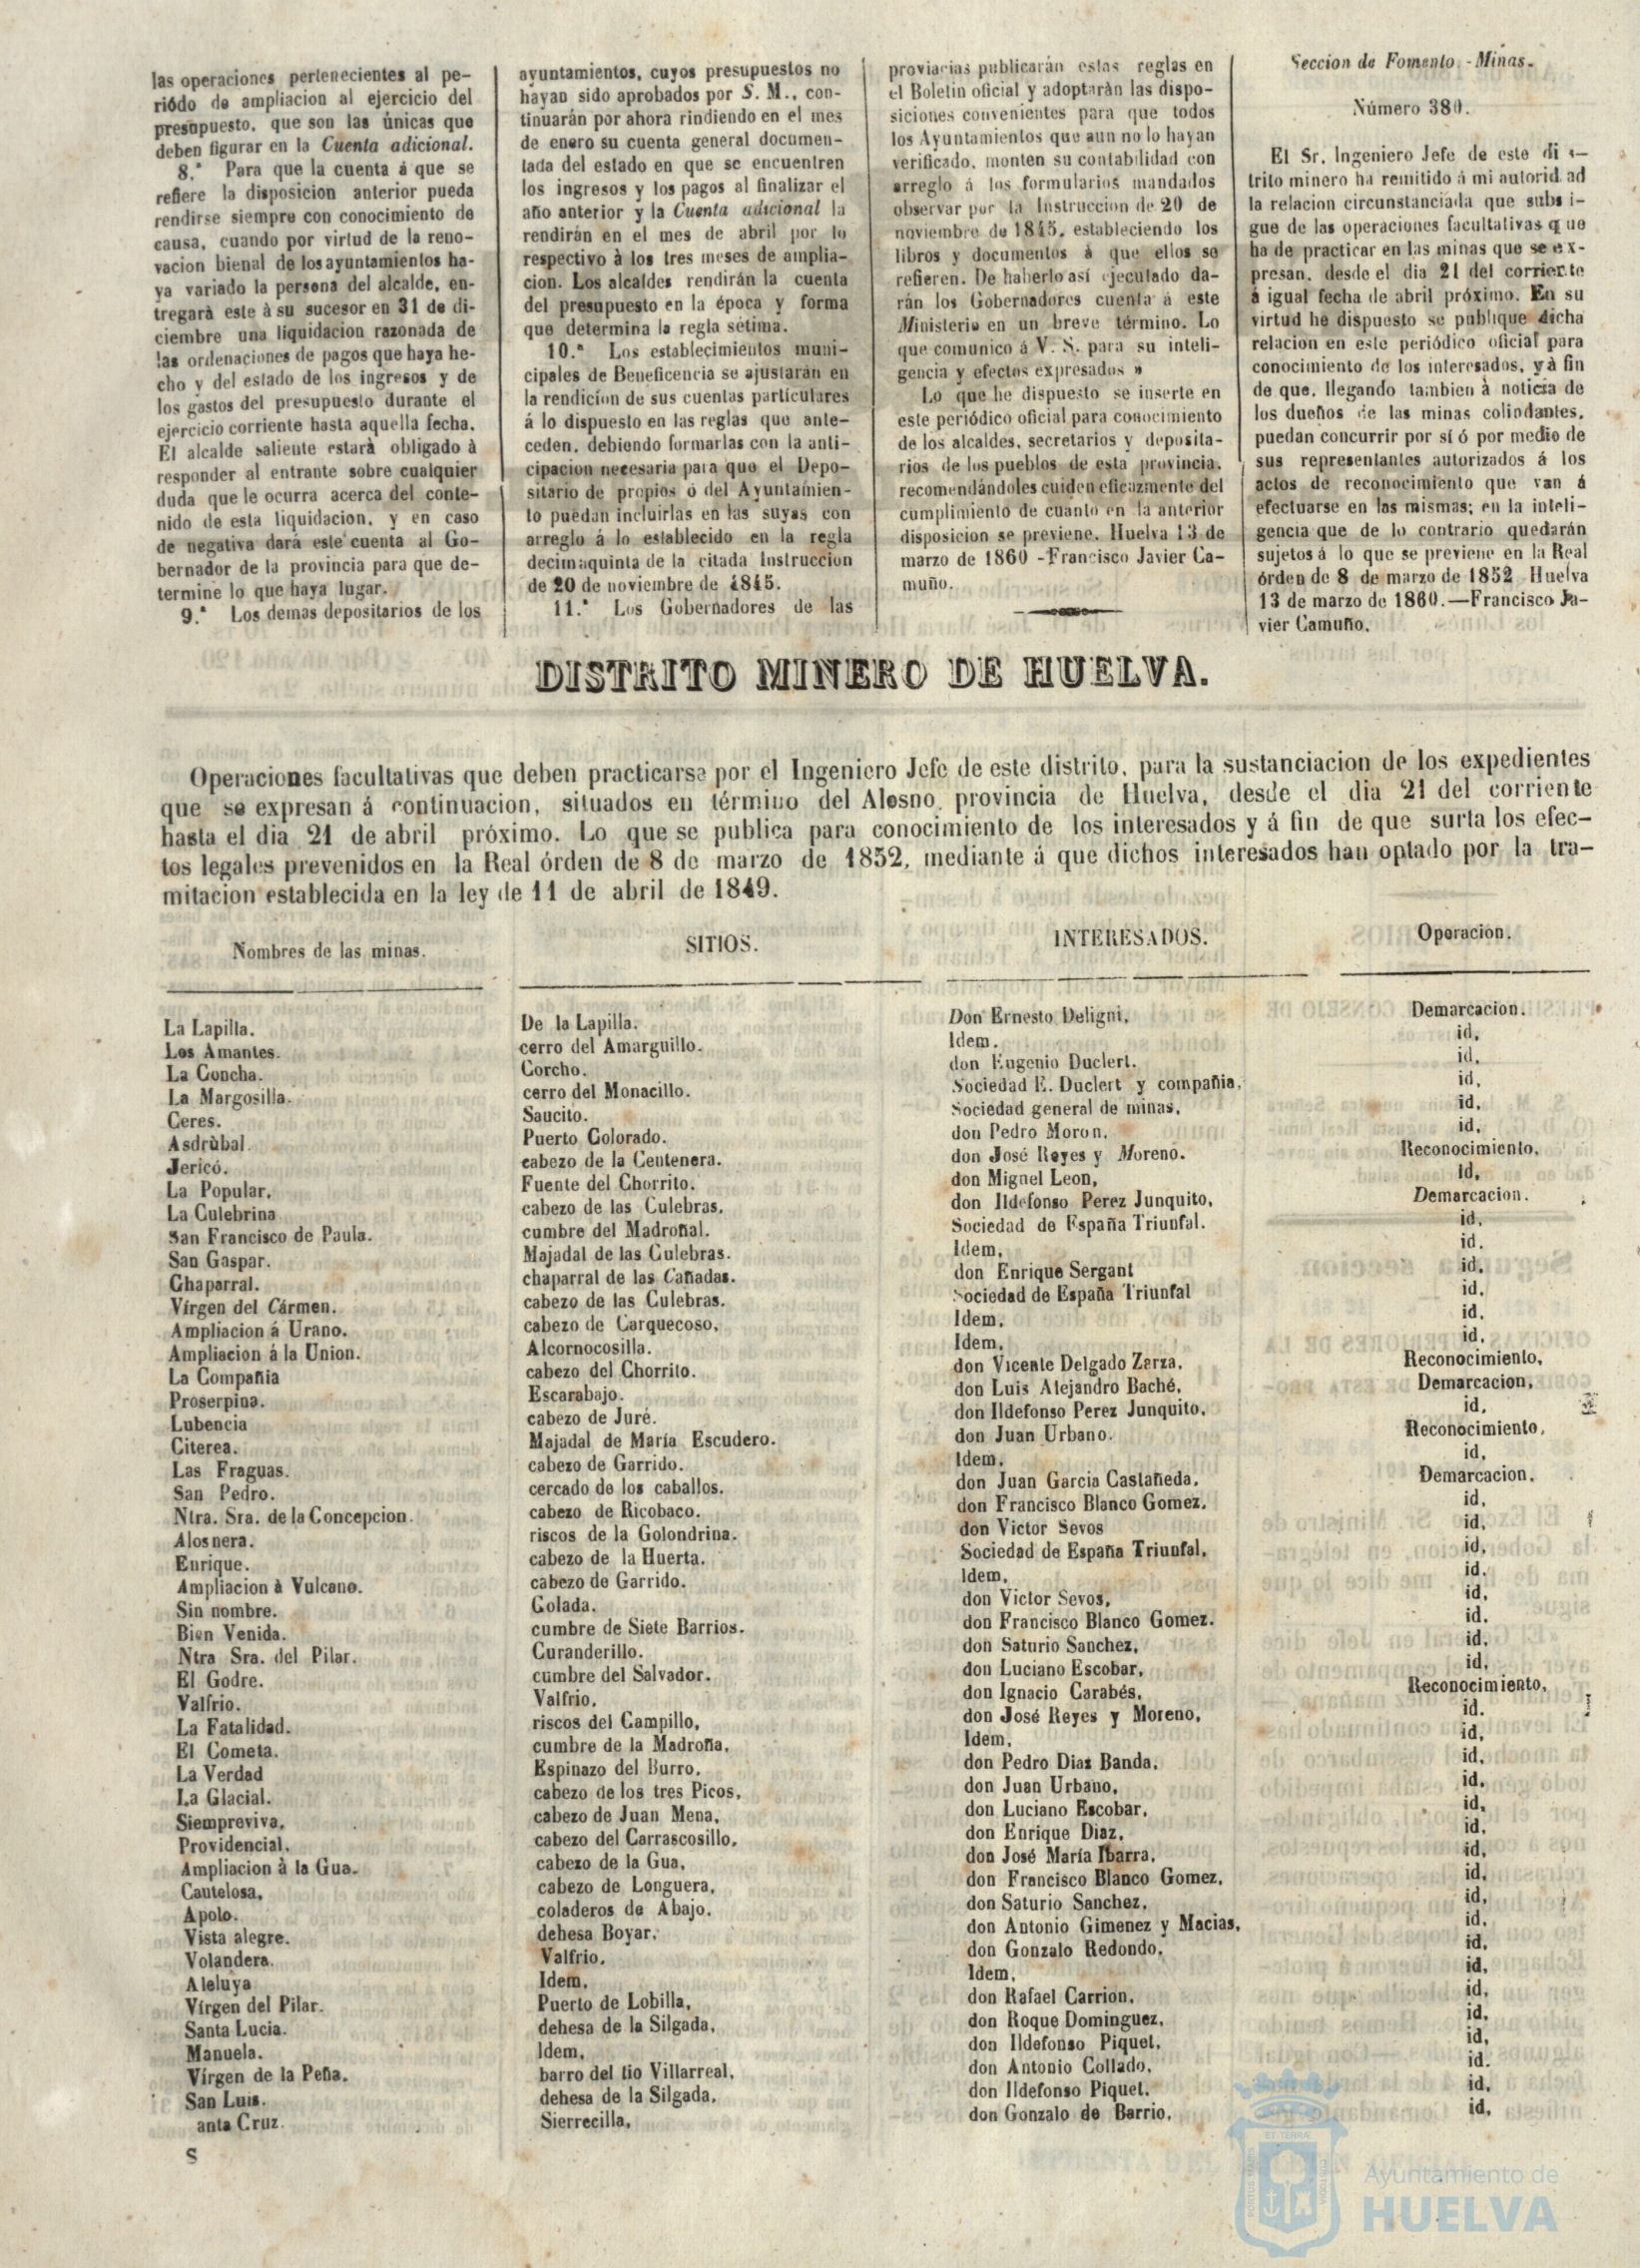 las operaciones pertenecientes al pe-
riódo de ampliacion al ejercicio del
presupuesto, que son las únicas que
deben figurar en la Cuenta adicional.
8.ª Para que la cuenta á que se
refiere la disposicion anterior pueda
rendirse siempre con conocimiento de
causa, cuando por virtud de la reno-
vacion bienal de los ayuntamientos ha-
ya variado la persona del alcalde, en-
tregará este à su sucesor en 31 de di-
ciembre una liquidacion razonada de
las ordenaciones de pagos que haya he-
cho y del estado de los ingresos y de
los gastos del presupuesto durante el
ejercicio corriente hasta aquella fecha.
El alcalde saliente estarà obligado à
responder al entrante sobre cualquier
duda que le ocurra acerca del conte-
nido de esta liquidacion, y en caso
de negativa dará este cuenta al Go-
bernador de la provincia para que de-
termine lo que haya lugar.
9.ª Los demas depositarios de los
ayuntamientos, cuyos presupuestos no
hayan sido aprobados por S. M., con-
tinuarán por ahora rindiendo en el mes
de enero su cuenta general documen-
tada del estado en que se encuentren
los ingresos y los pagos al finalizar el
año anterior y la Cuenta adicional la
rendirán en el mes de abril por lo
respectivo à los tres meses de amplia-
cion. Los alcaldes rendirán la cuenta
del presupuesto en la época y forma
que determina la regla sétima.
10.ª Los establecimientos muni-
cipales de Beneficencia se ajustarán en
la rendicion de sus cuentas particulares
á lo dispuesto en las reglas que ante-
ceden, debiendo formarlas con la anti-
cipacion necesaria para que el Depo-
sitario de propios ó del Ayuntamien-
to puedan incluirlas en las suyas con
arreglo á lo establecido en la regla
decimaquinta de la citada Instruccion
de 20 de noviembre de 1845.
11.ª Los Gobernadores de las
provincias publicarán estas reglas en
el Boletin oficial y adoptaràn las dispo-
siciones convenientes para que todos
los Ayuntamientos que aun no lo hayan
verificado, monten su contabilidad con
arreglo á los formularios mandados
observar por la Instruccion de 20 de
noviembre de 1845, estableciendo los
libros y documentos à que ellos se
refieren. De haberlo así ejeculado da-
rán los Gobernadores cuenta á este
Ministerio en un breve término. Lo
que comunico á V. S. para su inteli-
gencia y efectos expresados »
Lo que he dispuesto se inserte en
este periódico oficial para conocimiento
de los alcaldes, secretarios y deposita-
rios de los pueblos de esta provincia,
recomendándoles cuiden eficazmente del
cumplimiento de cuanto en la anterior
disposicion se previene. Huelva 13 de
marzo de 1860 -Francisco Javier Ca-
muño.
Seccion de Fomento.-Minas.
Número 380.
El Sr. Ingeniero Jefe de este di s-
trito minero ha remitido á mi autorid ad
la relacion circunstanciada que subs i-
gue de las operaciones facultativas q ue
ha de practicar en las minas que se ex-
presan, desde el dia 21 del corriente
á igual fecha de abril próximo. En su
virtud he dispuesto se publique dicha
relacion en este periódico oficial para
conocimiento de los interesados, y á fin
de que, llegando tambien à noticia de
los dueños de las minas colindantes,
puedan concurrir por sí ó por medio de
sus representantes autorizados á los
actos de reconocimiento que van á
efectuarse en las mismas; en la inteli-
gencia que de lo contrario quedarán
sujetos á lo que se previene en la Real
órden de 8 de marzo de 1852 Huelva
13 de marzo de 1860.—Francisco Ja-
vier Camuño.
DISTRITO MINERO DE HUELVA.
Operaciones facultativas que deben practicarse por el Ingeniero Jefe de este distrito, para la sustanciacion de los expedientes
que se expresan á continuacion, situados en término del Alosno, provincia de Huelva, desde el dia 21 del corriente
hasta el dia 21 de abril próximo. Lo que se publica para conocimiento de los interesados y á fin de que surta los efec-
tos legales prevenidos en la Real órden de 8 de marzo de 1852, mediante á que dichos interesados han optado por la tra-
mitacion establecida en la ley de 11 de abril de 1849.
Nombres de las minas. SITIOS. INTERESADOS. Operacion.
La Lapilla. De la Lapilla. Don Ernesto Deligni, Demarcacion.
Los Amantes. cerro del Amarguillo. Idem, id,
La Concha. Corcho. don Eugenio Duclert. id.
La Margosilla. cerro del Monacillo. Sociedad E. Duclert y compañia, id,
Ceres. Saucito. Sociedad general de minas, id,
Asdrùbal Puerto Colorado. don Pedro Moron, id,
Jericó. cabezo de la Centenera. don José Reyes y Moreno. Reconocimiento,
La Popular, Fuente del Chorrito. don Mignel Leon, id,
La Culebrina cabezo de las Culebras, don Ildefonso Perez Junquito, Demarcacion.
San Francisco de Paula. cumbre del Madroñal. Sociedad de España Triunfal. id,
San Gaspar. Majadal de las Culebras. Idem, id.
Chaparral. chaparral de las Cañadas. don Enrique Sergant id,
Vírgen del Cármen. cabezo de las Culebras. Sociedad de España Triunfal id,
Ampliacion á Urano. cabezo de Carquecoso, Idem, id,
Ampliacion á la Union. Alcornocosilla. Idem, id,
La Compañia cabezo del Chorrito. don Vicente Delgado Zarza, Reconocimiento,
Proserpina. Escarabajo. don Luis Alejandro Baché, Demarcacion,
Lubencia cabezo de Juré. don Ildefonso Perez Junquito, id,
Citerea. Majadal de María Escudero. don Juan Urbano. Reconocimiento,
Las Fraguas. cabezo de Garrido. Idem, id,
San Pedro. cercado de los caballos. don Juan Garcia Castañeda, Demarcacion,
Ntra. Sra. de la Concepcion. cabezo de Ricobaco. don Francisco Blanco Gomez, id,
Alosnera. riscos de la Golondrina. don Victor Sevos id,
Enrique. cabezo de la Huerta. Sociedad de España Triunfal, id,
Ampliacion à Vulcano. cabezo de Garrido. Idem, id.
Sin nombre. Colada. don Victor Sevos, id,
Bien Venida. cumbre de Siete Barrios. don Francisco Blanco Gomez. id.
Ntra Sra. del Pilar. Curanderillo. don Saturio Sanchez, id,
El Godre. cumbre del Salvador. don Luciano Escobar, id,
Valfrio. Valfrio, don Ignacio Carabés, Reconocimiento,
La Fatalidad. riscos del Campillo, don José Reyes y Moreno, id.
El Cometa. cumbre de la Madroña, Idem, id,
La Verdad Espinazo del Burro, don Pedro Diaz Banda, id,
La Glacial. cabezo de los tres Picos, don Juan Urbano, id,
Siempreviva, cabezo de Juan Mena, don Luciano Escobar, id,
Providencial. cabezo del Carrascosillo, don Enrique Diaz, id,
Ampliacion à la Gua. cabezo de la Gua, don José María Ibarra, id,
Cautelosa, cabezo de Longuera, don Francisco Blanco Gomez, id,
Apolo. coladeros de Abajo. don Saturio Sanchez, id,
Vista alegre. dehesa Boyar, don Antonio Gimenez y Macias, id,
Volandera. Valfrio, don Gonzalo Redondo, id,
Aleluya Idem, Idem, id,
Vírgen del Pilar. Puerto de Lobilla, don Rafael Carrion, id,
Santa Lucia. dehesa de la Silgada, don Roque Dominguez, id,
Manuela. Idem, don Ildefonso Piquet, id,
Vírgen de la Peña. barro del tio Villarreal, don Antonio Collado, id.
San Luis. dehesa de la Silgada, don Ildefonso Piquet. id,
anta Cruz. Sierrecilla, don Gonzalo de Barrio, id,
S
Ayuntamiento de
HUELVA